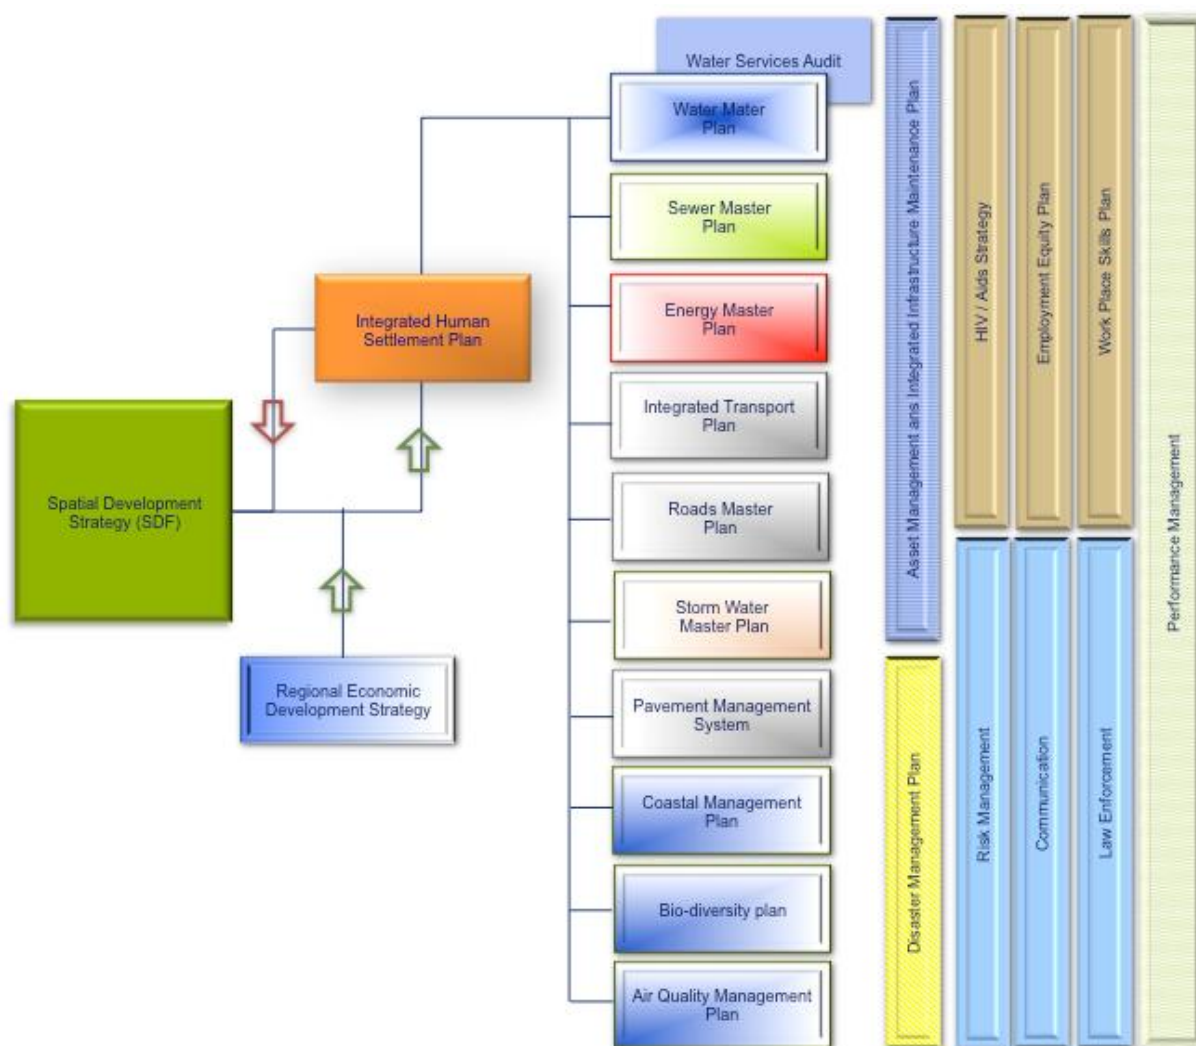 Water Services Audit
Water Mater
Plan
Sewer Master
Plan
Energy Master
Plan
Integrated Human
Settlement Plan
Integrated Transport
Plan
Spatial Development
Strategy (SDF)
Roads Master
Plan
Storm Water
Master Plan
Regional Economic
Development Strategy
Pavement Management
System
Coastal Management
Plan
Bio-diversity plan
Air Quality Management
Plan
Asset Management ans Integrated Infrastructure Maintenance Plan
Disaster Management Plan
HIV / Aids Strategy
Employment Equity Plan
Work Place Skills Plan
Risk Management
Communication
Law Enforcement
Performance Management